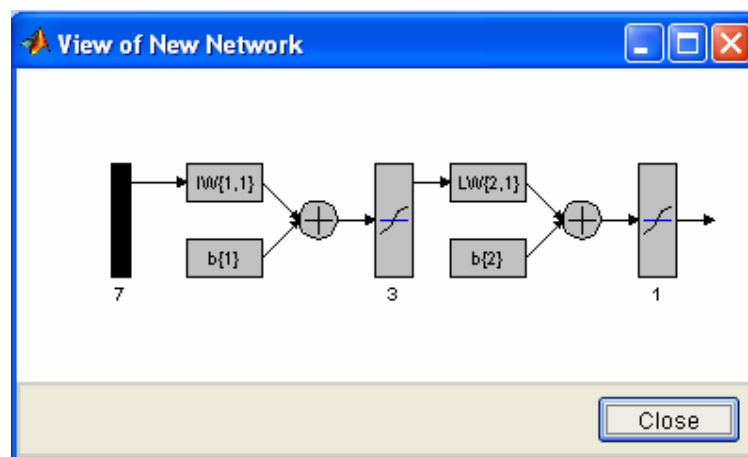 View of New Network
IW{1,1}
LW{2,1}
b{1}
b{2}
7
3
1
Close